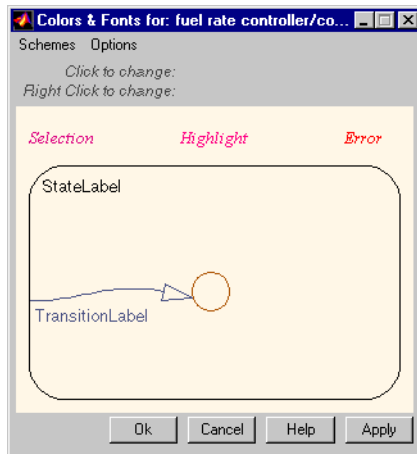 Colors & Fonts for: fuel rate controller/co...
Schemes Options
Click to change:
Right Click to change:
Selection Highlight Error
StateLabel
TransitionLabel
Ok Cancel Help Apply